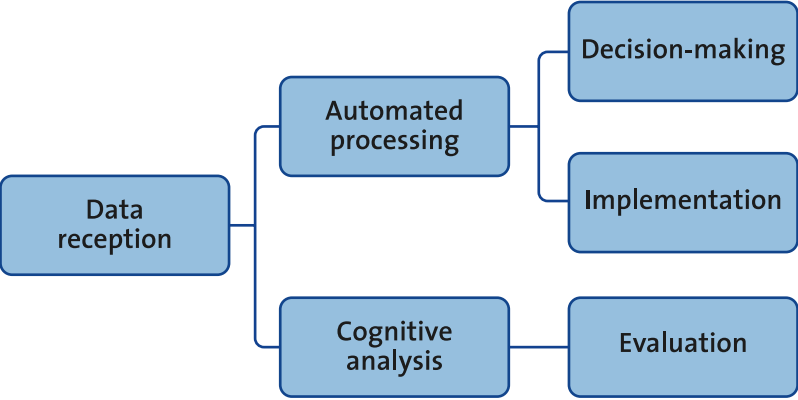 Data
reception
Automated
processing
Decision-making
Implementation
Cognitive
analysis
Evaluation